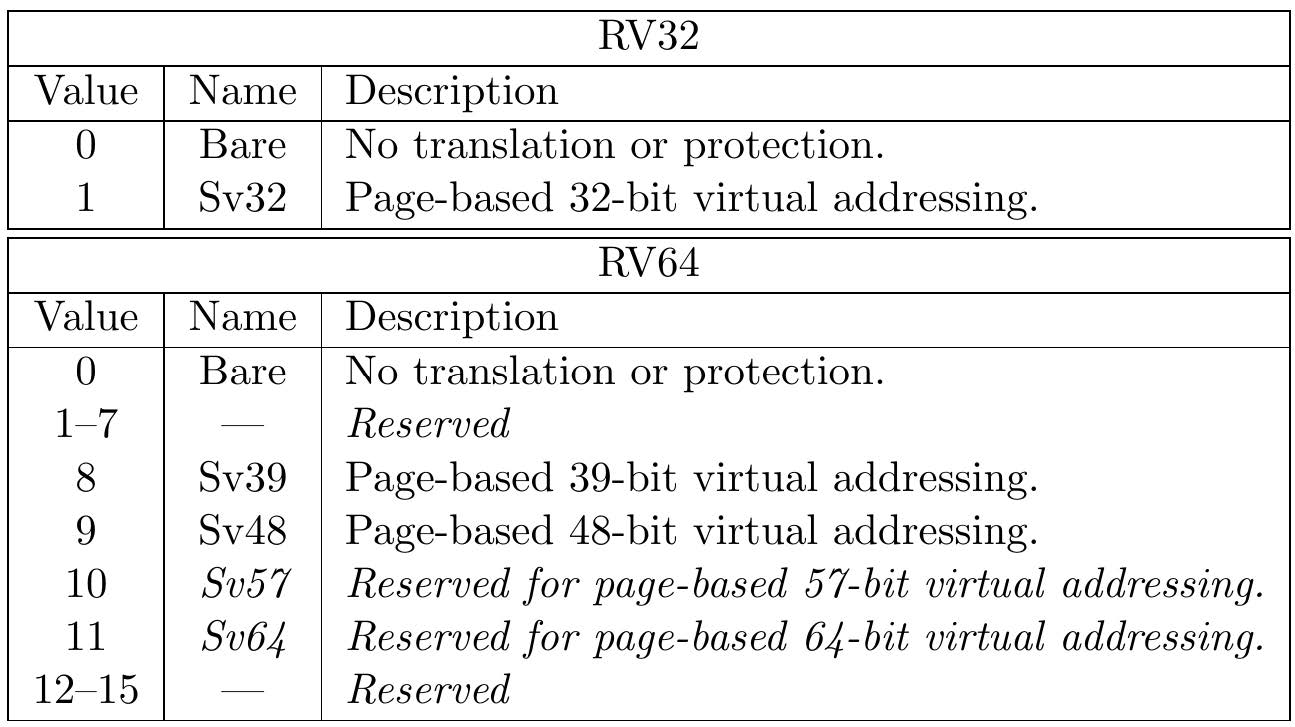 RV32
Value Name Description
0 Bare No translation or protection.
1 Sv32 Page-based 32-bit virtual addressing.
RV64
Value Name Description
0 Bare No translation or protection.
1–7 — Reserved
8 Sv39 Page-based 39-bit virtual addressing.
9 Sv48 Page-based 48-bit virtual addressing.
10 Sv57 Reserved for page-based 57-bit virtual addressing.
11 Sv64 Reserved for page-based 64-bit virtual addressing.
12–15 — Reserved